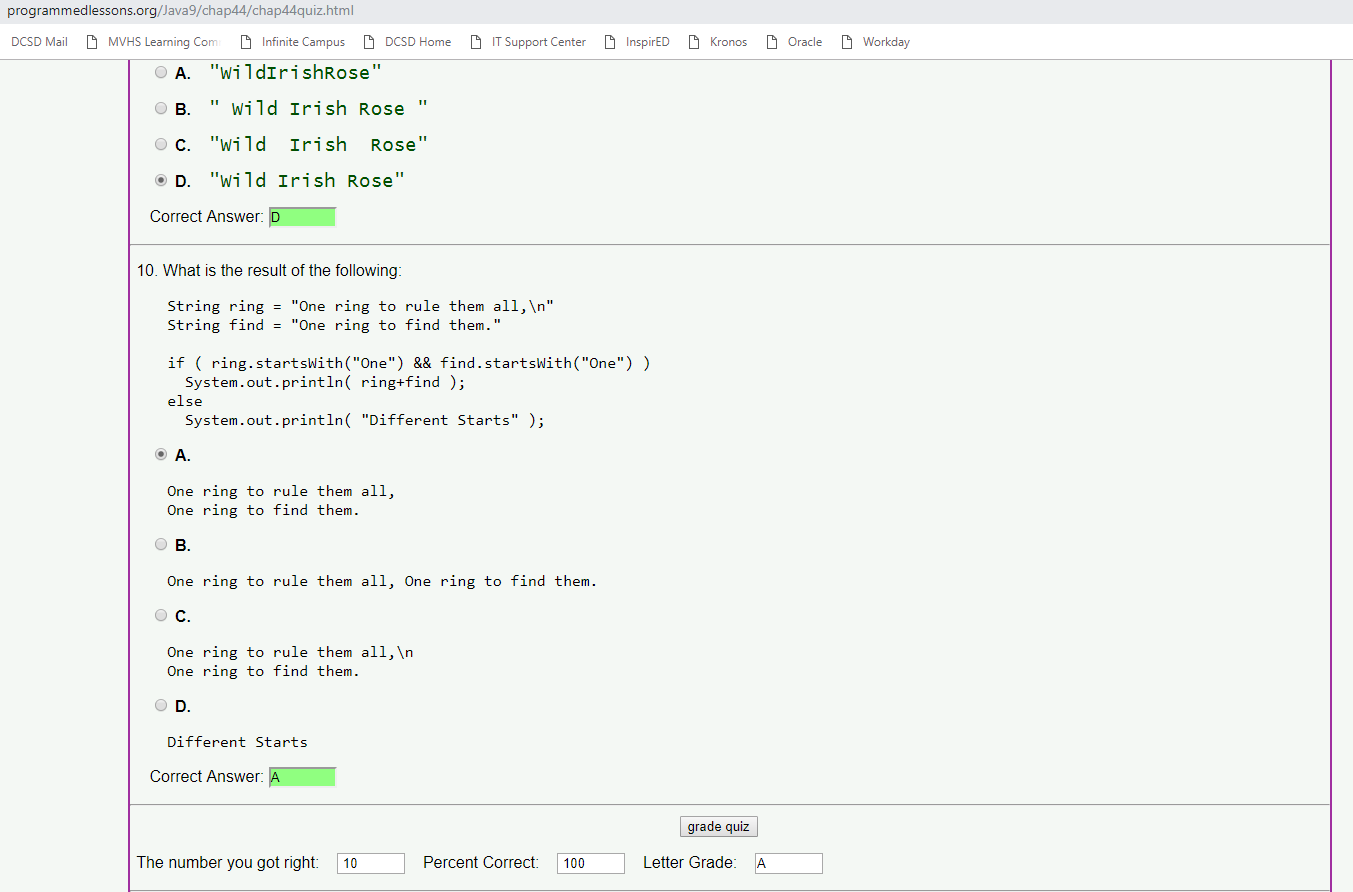 programmedlessons.org/Java9/chap44/chap44quiz.html
DCSD Mail MVHS Learning Com Infinite Campus DCSD Home IT Support Center InspirED Kronos Oracle Workday
A. "WildIrishRose"
B. " Wild Irish Rose "
C. "Wild  Irish  Rose"
D. "Wild Irish Rose"
Correct Answer: D
10. What is the result of the following:
String ring = "One ring to rule them all,\n"
String find = "One ring to find them."
if ( ring.startsWith("One") && find.startsWith("One") )
  System.out.println( ring+find );
else
  System.out.println( "Different Starts" );
A.
One ring to rule them all,
One ring to find them.
B.
One ring to rule them all, One ring to find them.
C.
One ring to rule them all,\n
One ring to find them.
D.
Different Starts
Correct Answer: A
grade quiz
The number you got right: 10 Percent Correct: 100 Letter Grade: A